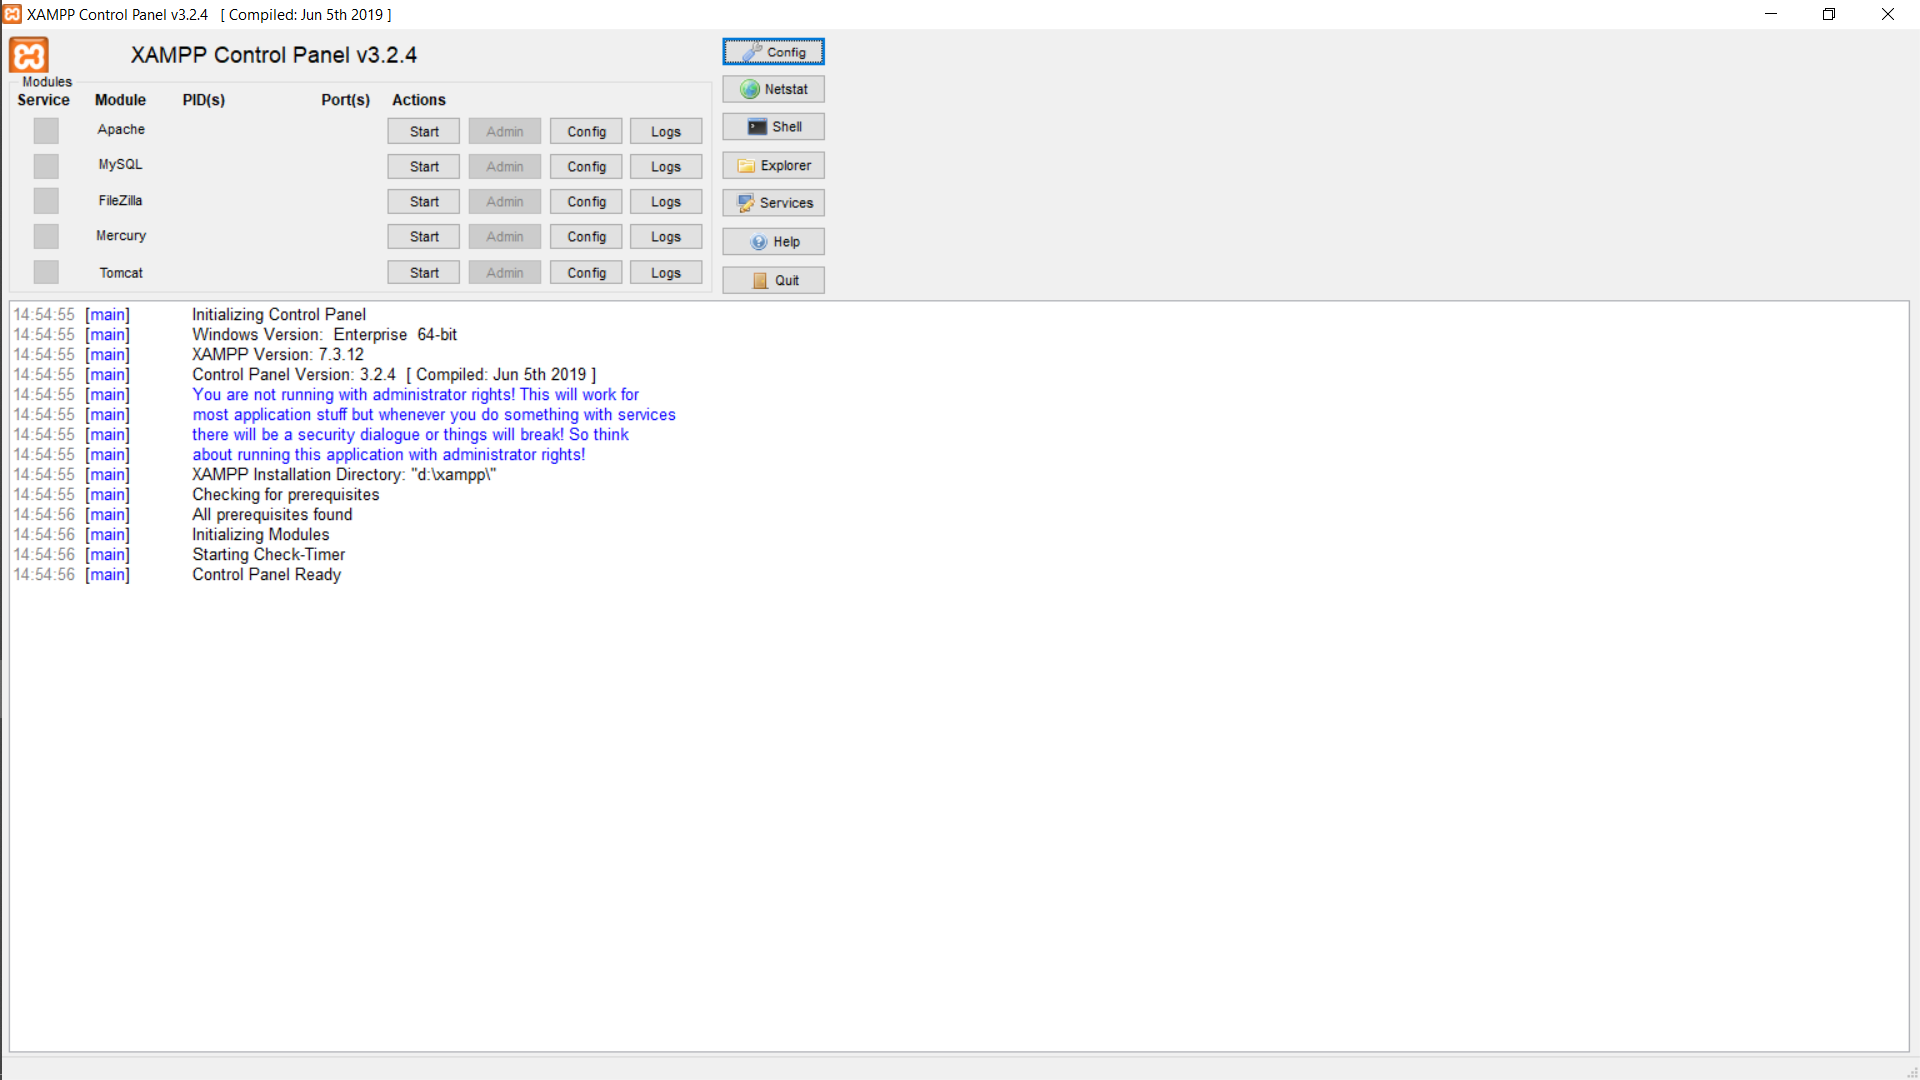 XAMPP Control Panel v3.2.4   [ Compiled: Jun 5th 2019 ]
XAMPP Control Panel v3.2.4
Modules
Service Module PID(s) Port(s) Actions
Apache Start Admin Config Logs
MySQL Start Admin Config Logs
FileZilla Start Admin Config Logs
Mercury Start Admin Config Logs
Tomcat Start Admin Config Logs
Config
Netstat
Shell
Explorer
Services
Help
Quit
14:54:55 [main] Initializing Control Panel
14:54:55 [main] Windows Version:  Enterprise  64-bit
14:54:55 [main] XAMPP Version: 7.3.12
14:54:55 [main] Control Panel Version: 3.2.4  [ Compiled: Jun 5th 2019 ]
14:54:55 [main] You are not running with administrator rights! This will work for
14:54:55 [main] most application stuff but whenever you do something with services
14:54:55 [main] there will be a security dialogue or things will break! So think
14:54:55 [main] about running this application with administrator rights!
14:54:55 [main] XAMPP Installation Directory: "d:\xampp\"
14:54:55 [main] Checking for prerequisites
14:54:56 [main] All prerequisites found
14:54:56 [main] Initializing Modules
14:54:56 [main] Starting Check-Timer
14:54:56 [main] Control Panel Ready